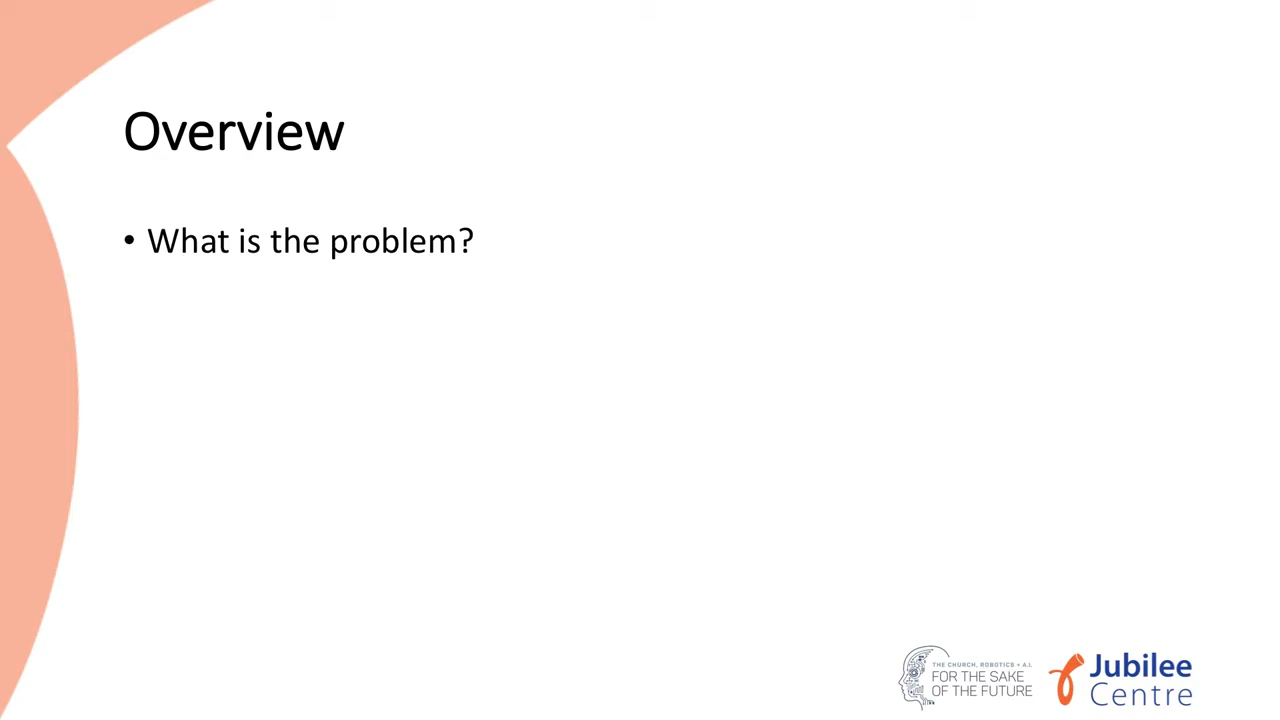 Overview
• What is the problem?
THE CHURCH, ROBOTICS + A.I.
FOR THE SAKE
OF THE FUTURE
Jubilee
Centre